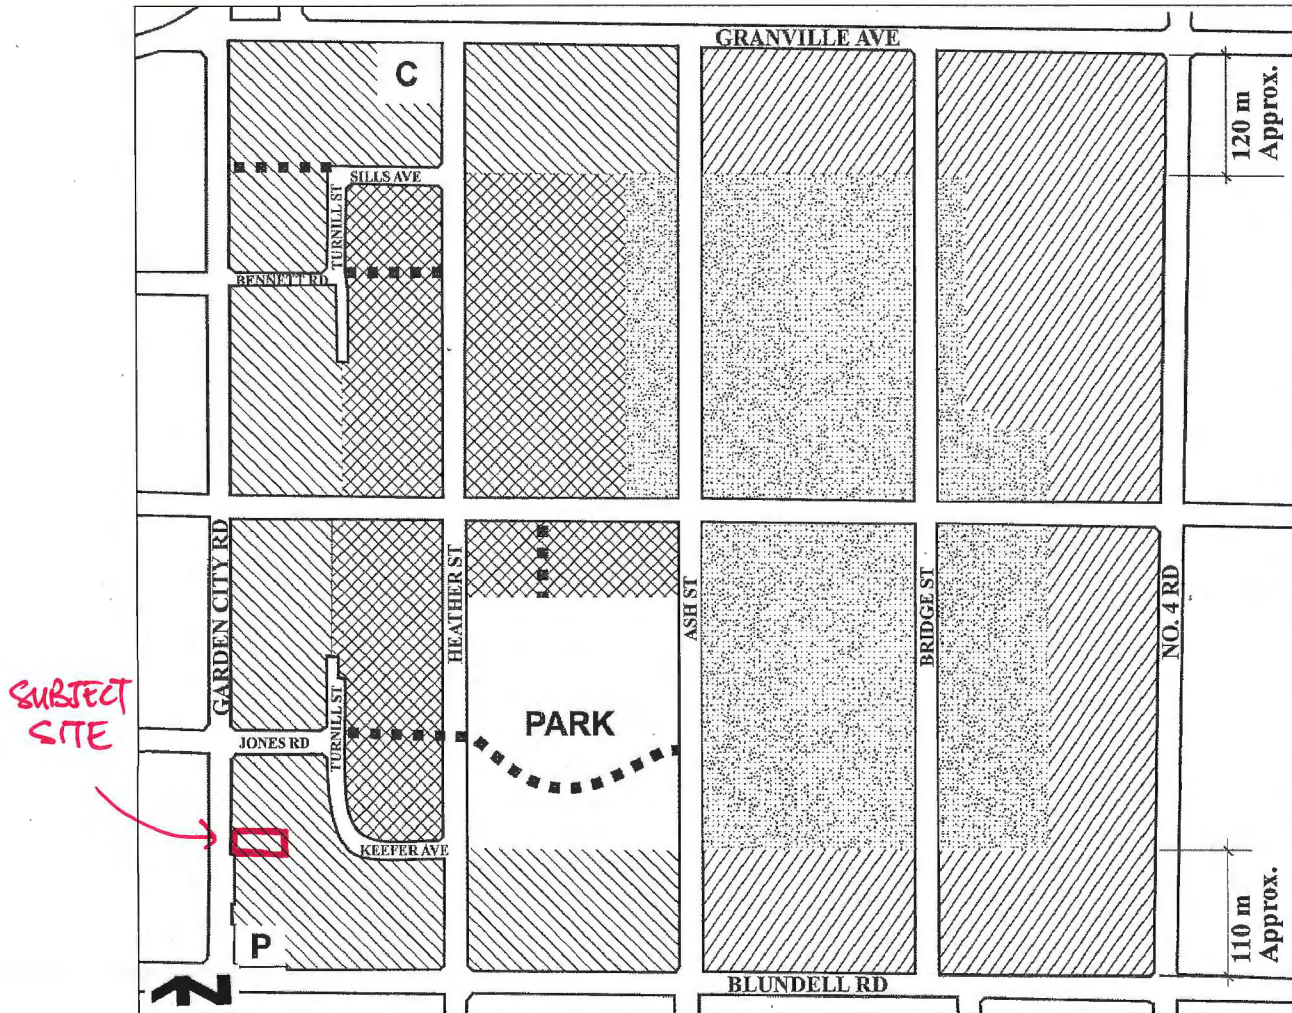 GRANVILLE AVE
C
120 m
Approx.
SILLS AVE
TURNILL ST
BENNETT RD
GARDEN CITY RD
HEATHER ST
ASH ST
BRIDGE ST
NO. 4 RD
SUBJECT
SITE
PARK
JONES RD
TURNILL ST
KEEFER AVE
P
110 m
Approx.
BLUNDELL RD
N